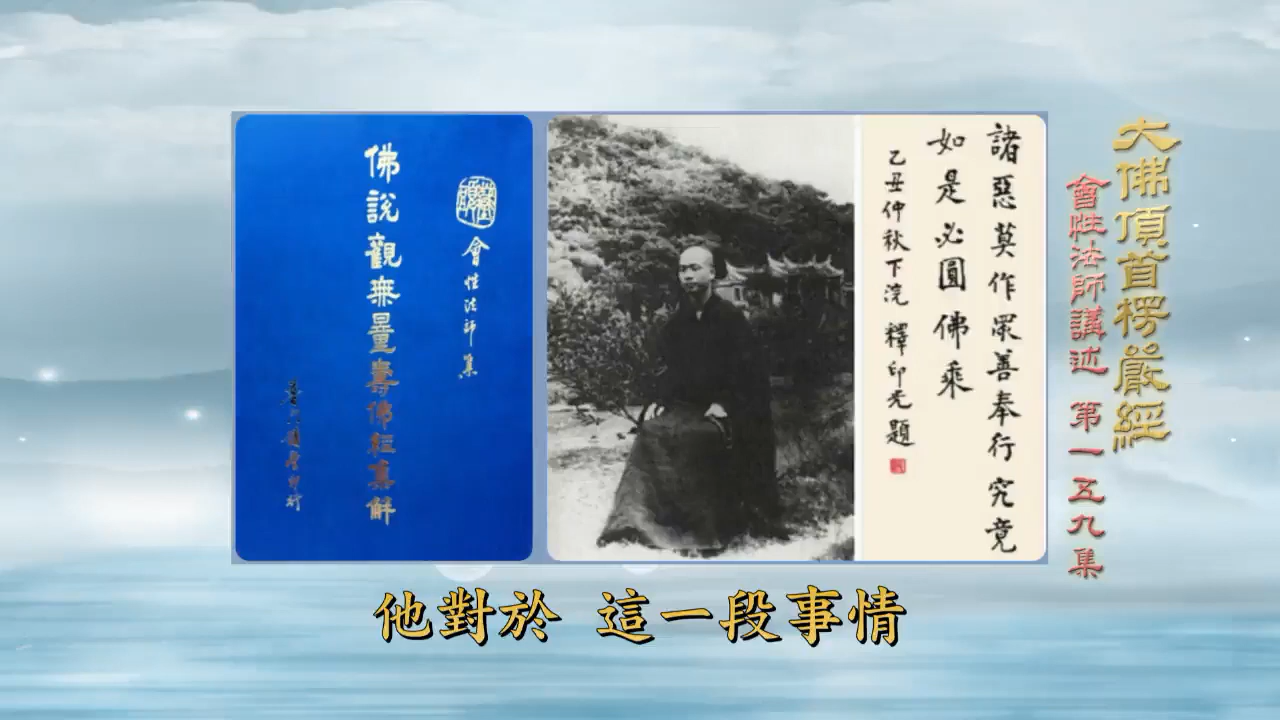 大佛頂首楞嚴經
會性法師講述 第一五九集
諸惡莫作眾善奉行究竟
如是必圓佛乘
乙丑仲秋下浣 釋印光題
會性法師集
佛說觀無量壽佛經集解
他對於 這一段事情